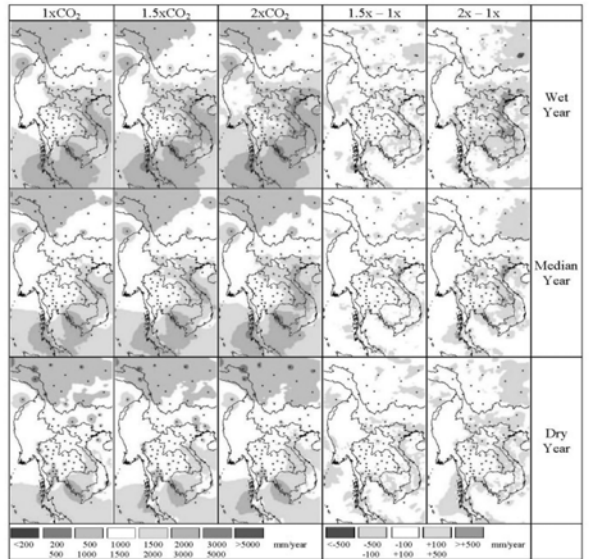 1xCO₂ 1.5xCO₂ 2xCO₂ 1.5x – 1x 2x – 1x
Wet
Year
Median
Year
Dry
Year
<200 200 500 1000 1500 2000 3000 >5000 mm/year <-500 -500 -100 +100 >+500 mm/year
500 1000 1500 2000 3000 5000 -100 +100 +500